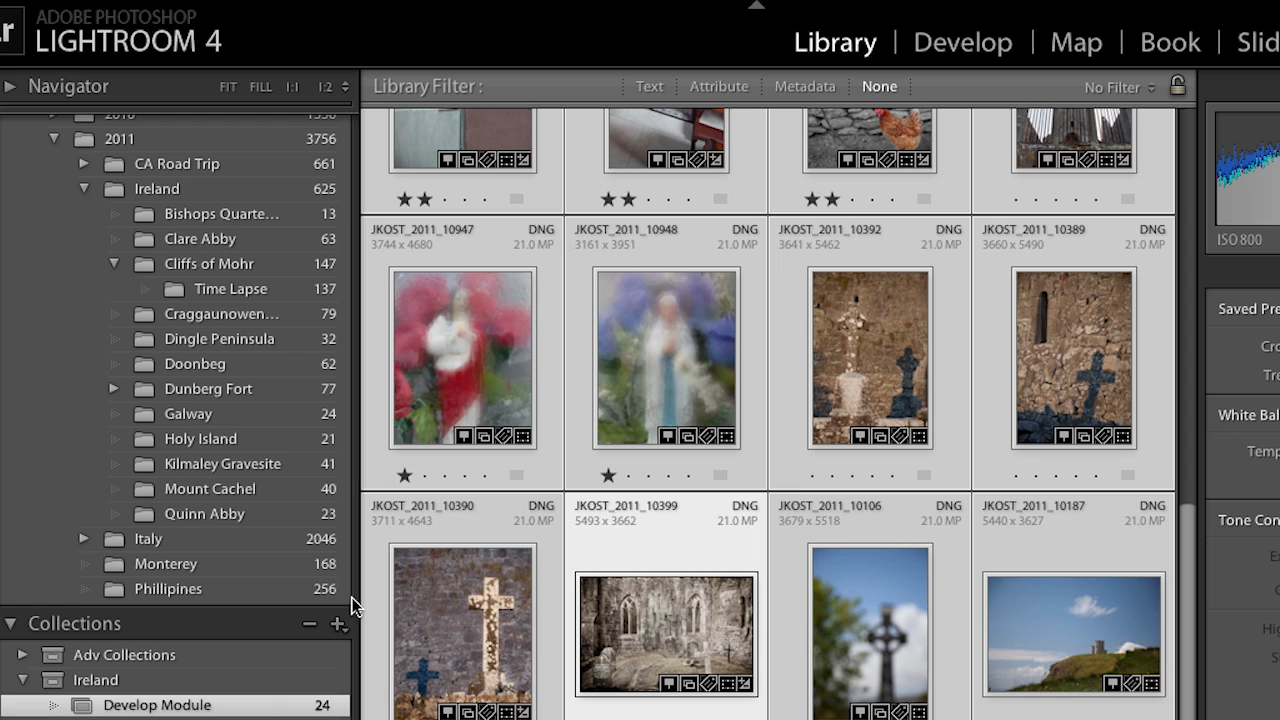 r ADOBE PHOTOSHOP
LIGHTROOM 4
Library | Develop | Map | Book | Slid
Navigator FIT FILL 1:1 1:2
Library Filter : Text Attribute Metadata None No Filter
2011 3756
CA Road Trip 661
Ireland 625
Bishops Quarte... 13
Clare Abby 63
Cliffs of Mohr 147
Time Lapse 137
Craggaunowen... 79
Dingle Peninsula 32
Doonbeg 62
Dunberg Fort 77
Galway 24
Holy Island 21
Kilmaley Gravesite 41
Mount Cachel 40
Quinn Abby 23
Italy 2046
Monterey 168
Phillipines 256
Collections
Adv Collections
Ireland
Develop Module 24
JKOST_2011_10947 DNG
3744 x 4680 21.0 MP
JKOST_2011_10948 DNG
3161 x 3951 21.0 MP
JKOST_2011_10392 DNG
3641 x 5462 21.0 MP
JKOST_2011_10389 DNG
3660 x 5490 21.0 MP
JKOST_2011_10390 DNG
3711 x 4643 21.0 MP
JKOST_2011_10399 DNG
5493 x 3662 21.0 MP
JKOST_2011_10106 DNG
3679 x 5518 21.0 MP
JKOST_2011_10187 DNG
5440 x 3627 21.0 MP
ISO 800
Saved Pre
Cro
Tre
White Bal
Temp
Tone Con
Ex
Hig